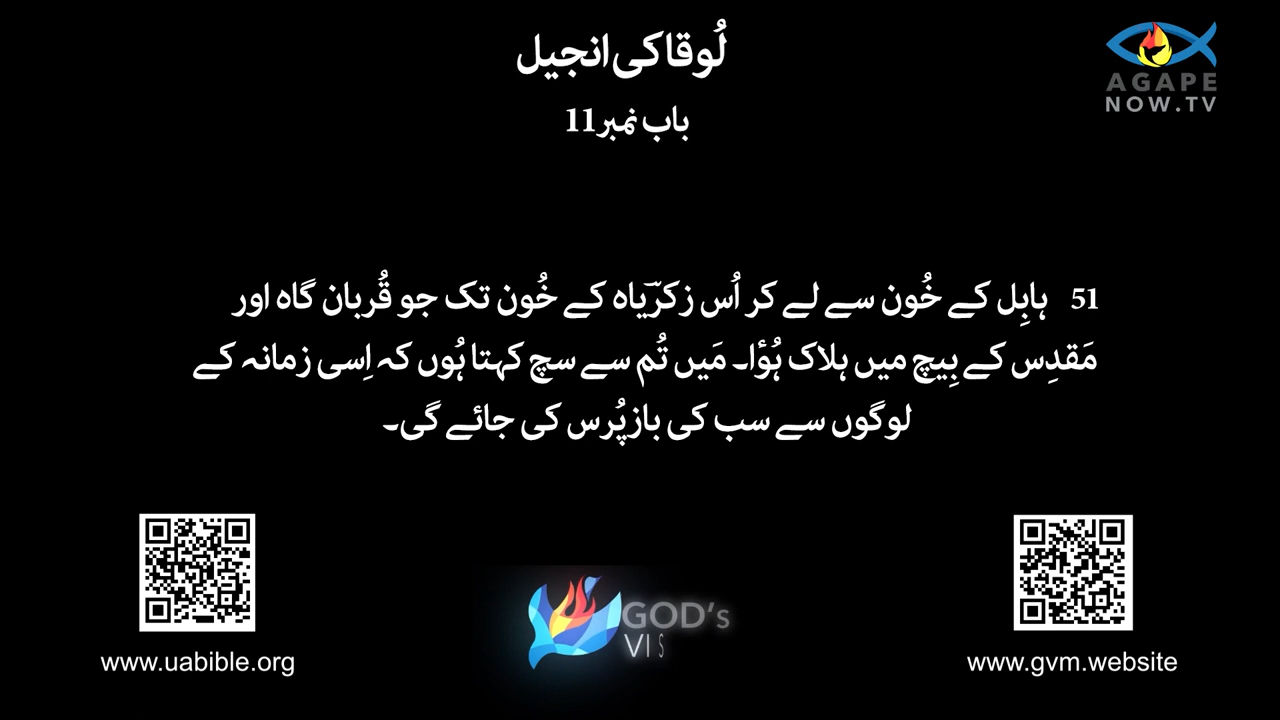 لُوقا کی انجیل
باب نمبر 11
AGAPE
NOW.TV
51 ہابِل کے خُون سے لے کر اُس زکرؔیاہ کے خُون تک جو قُربان گاہ اور
مَقدِس کے بِیچ میں ہلاک ہُؤا۔ مَیں تُم سے سچ کہتا ہُوں کہ اِسی زمانہ کے
لوگوں سے سب کی بازپُرس کی جائے گی۔
GOD's
VIS
www.uabible.org
www.gvm.website